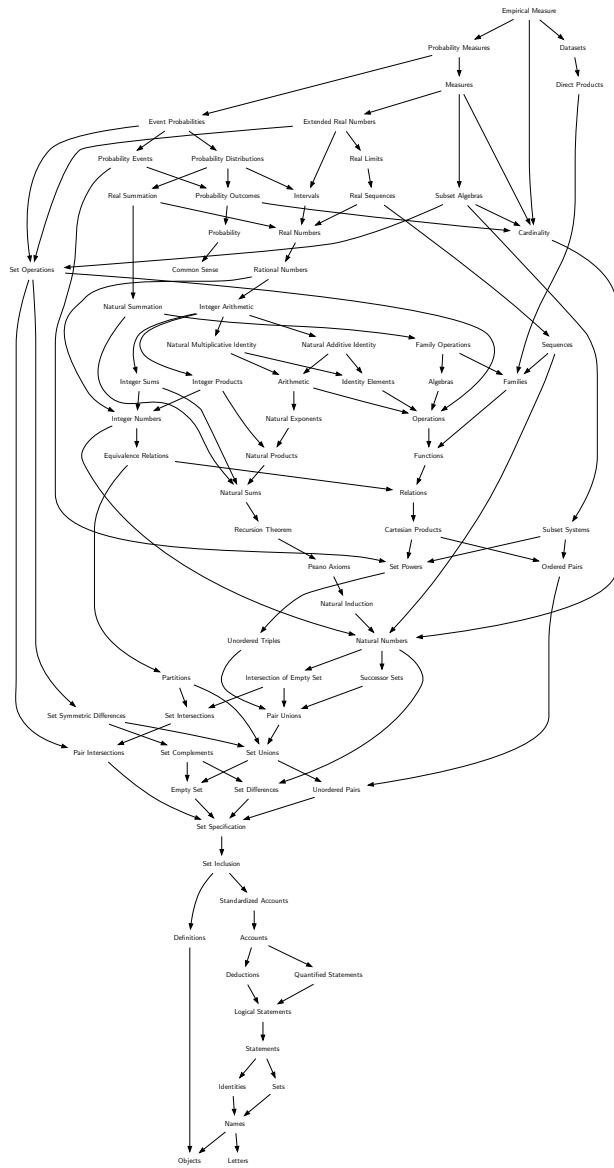 Empirical Measure
Probability Measures
Datasets
Measures
Direct Products
Event Probabilities
Extended Real Numbers
Probability Events
Probability Distributions
Real Limits
Real Summation
Probability Outcomes
Intervals
Real Sequences
Subset Algebras
Probability
Real Numbers
Cardinality
Set Operations
Common Sense
Rational Numbers
Natural Summation
Integer Arithmetic
Natural Multiplicative Identity
Natural Additive Identity
Family Operations
Sequences
Integer Sums
Integer Products
Arithmetic
Identity Elements
Algebras
Families
Integer Numbers
Natural Exponents
Operations
Equivalence Relations
Natural Products
Functions
Natural Sums
Relations
Recursion Theorem
Cartesian Products
Subset Systems
Peano Axioms
Set Powers
Ordered Pairs
Natural Induction
Unordered Triples
Natural Numbers
Partitions
Intersection of Empty Set
Successor Sets
Set Symmetric Differences
Set Intersections
Pair Unions
Pair Intersections
Set Complements
Set Unions
Empty Set
Set Differences
Unordered Pairs
Set Specification
Set Inclusion
Standardized Accounts
Definitions
Accounts
Deductions
Quantified Statements
Logical Statements
Statements
Identities
Sets
Names
Objects
Letters